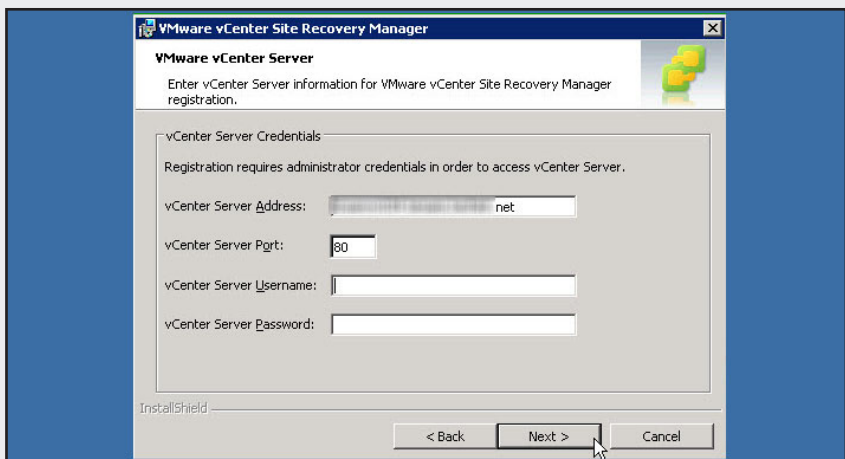 VMware vCenter Site Recovery Manager
VMware vCenter Server
Enter vCenter Server information for VMware vCenter Site Recovery Manager
registration.
vCenter Server Credentials
Registration requires administrator credentials in order to access vCenter Server.
vCenter Server Address: net
vCenter Server Port: 80
vCenter Server Username:
vCenter Server Password:
InstallShield
< Back Next > Cancel